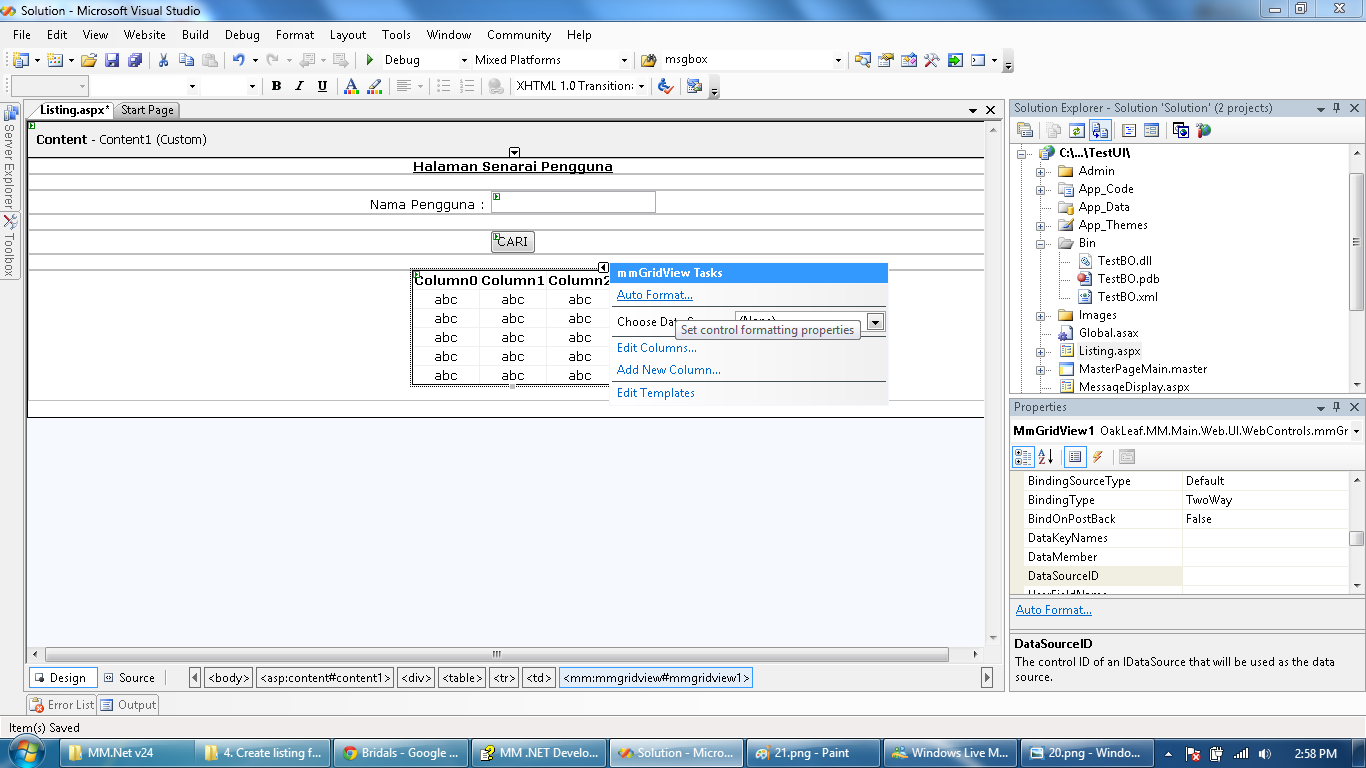 Solution - Microsoft Visual Studio
File Edit View Website Build Debug Format Layout Tools Window Community Help
Debug Mixed Platforms msgbox
B I U A XHTML 1.0 Transition:
Listing.aspx* Start Page
Server Explorer
Toolbox
Content - Content1 (Custom)
Halaman Senarai Pengguna
Nama Pengguna :
CARI
Column0 Column1 Column2
abc abc abc
abc abc abc
abc abc abc
abc abc abc
abc abc abc
mmGridView Tasks
Auto Format...
Choose Dat
Set control formatting properties
Edit Columns...
Add New Column...
Edit Templates
Design Source <body> <asp:content#content1> <div> <table> <tr> <td> <mm:mmgridview#mmgridview1>
Error List Output
Item(s) Saved
Solution Explorer - Solution 'Solution' (2 projects)
C:\...\TestUI\
Admin
App_Code
App_Data
App_Themes
Bin
TestBO.dll
TestBO.pdb
TestBO.xml
Images
Global.asax
Listing.aspx
MasterPageMain.master
MessageDisplay.aspx
Properties
MmGridView1 OakLeaf.MM.Main.Web.UI.WebControls.mmGr
BindingSourceType Default
BindingType TwoWay
BindOnPostBack False
DataKeyNames
DataMember
DataSourceID
Auto Format...
DataSourceID
The control ID of an IDataSource that will be used as the data
source.
MM.Net v24 4. Create listing f... Bridals - Google ... MM .NET Develo... Solution - Micros... 21.png - Paint Windows Live M... 20.png - Windo... 2:58 PM